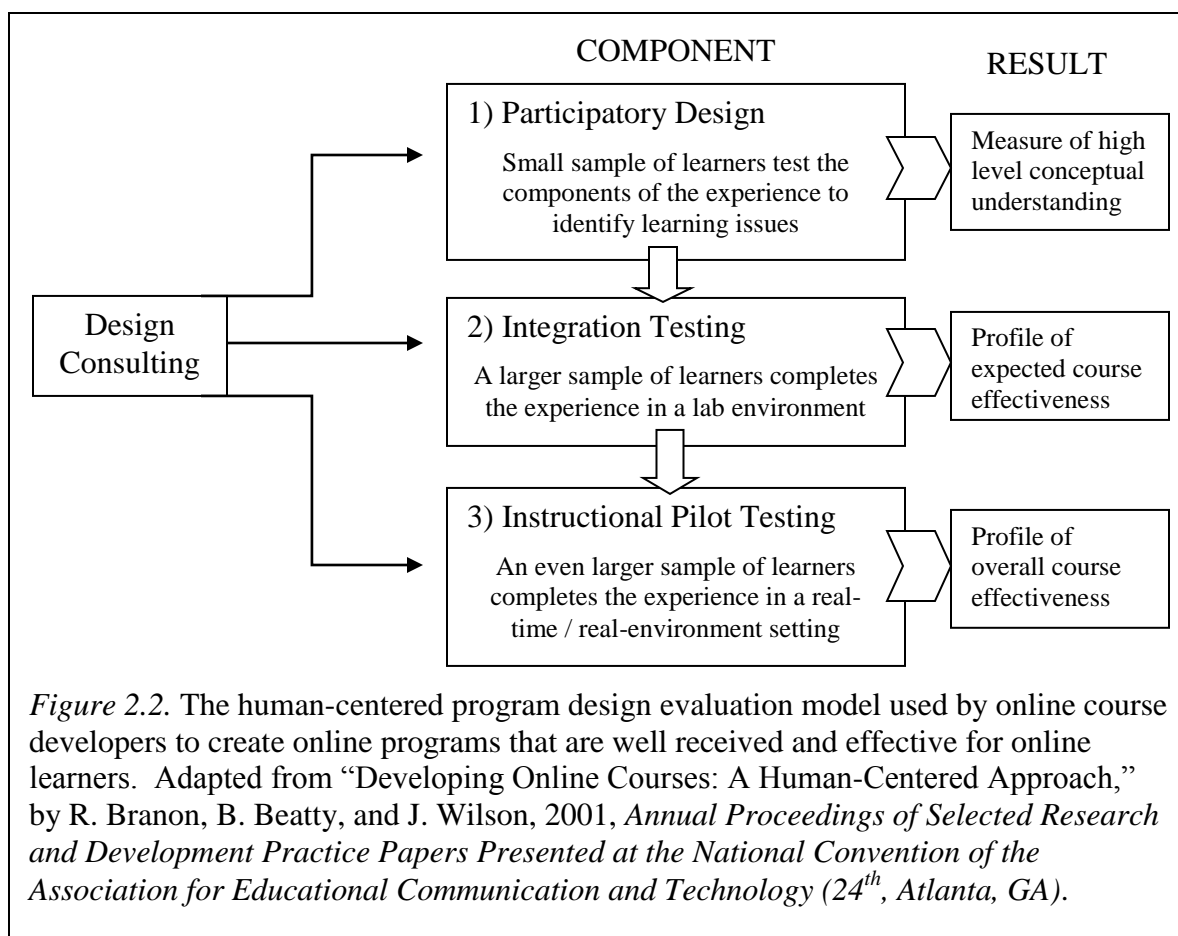 COMPONENT
RESULT
Design
Consulting
1) Participatory Design
Small sample of learners test the
components of the experience to
identify learning issues
Measure of high
level conceptual
understanding
2) Integration Testing
A larger sample of learners completes
the experience in a lab environment
Profile of
expected course
effectiveness
3) Instructional Pilot Testing
An even larger sample of learners
completes the experience in a real-
time / real-environment setting
Profile of
overall course
effectiveness
Figure 2.2. The human-centered program design evaluation model used by online course
developers to create online programs that are well received and effective for online
learners. Adapted from “Developing Online Courses: A Human-Centered Approach,”
by R. Branon, B. Beatty, and J. Wilson, 2001, Annual Proceedings of Selected Research
and Development Practice Papers Presented at the National Convention of the
Association for Educational Communication and Technology (24th, Atlanta, GA).